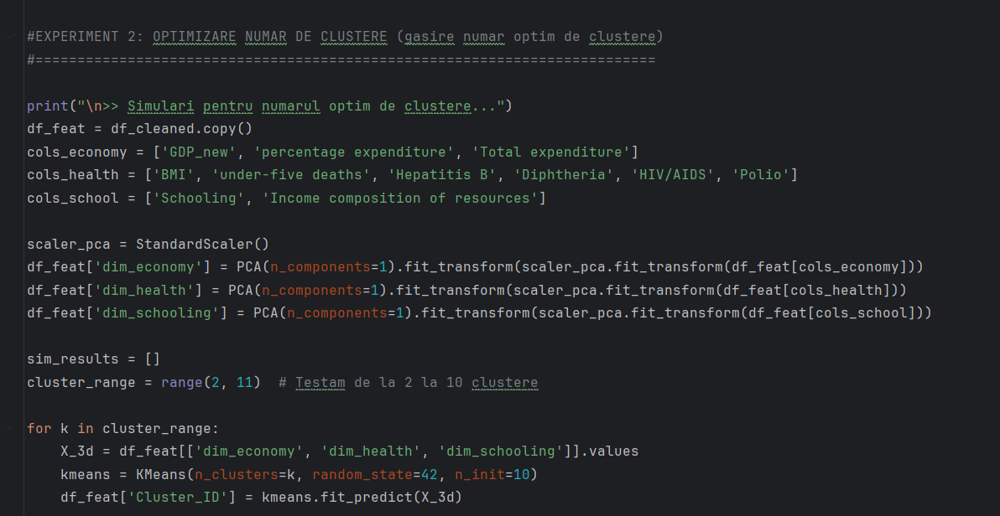 #EXPERIMENT 2: OPTIMIZARE NUMAR DE CLUSTERE (gasire numar optim de clustere)
#==========================================================================
print("\n>> Simulari pentru numarul optim de clustere...")
df_feat = df_cleaned.copy()
cols_economy = ['GDP_new', 'percentage expenditure', 'Total expenditure']
cols_health = ['BMI', 'under-five deaths', 'Hepatitis B', 'Diphtheria', 'HIV/AIDS', 'Polio']
cols_school = ['Schooling', 'Income composition of resources']
scaler_pca = StandardScaler()
df_feat['dim_economy'] = PCA(n_components=1).fit_transform(scaler_pca.fit_transform(df_feat[cols_economy]))
df_feat['dim_health'] = PCA(n_components=1).fit_transform(scaler_pca.fit_transform(df_feat[cols_health]))
df_feat['dim_schooling'] = PCA(n_components=1).fit_transform(scaler_pca.fit_transform(df_feat[cols_school]))
sim_results = []
cluster_range = range(2, 11)  # Testam de la 2 la 10 clustere
for k in cluster_range:
    X_3d = df_feat[['dim_economy', 'dim_health', 'dim_schooling']].values
    kmeans = KMeans(n_clusters=k, random_state=42, n_init=10)
    df_feat['Cluster_ID'] = kmeans.fit_predict(X_3d)